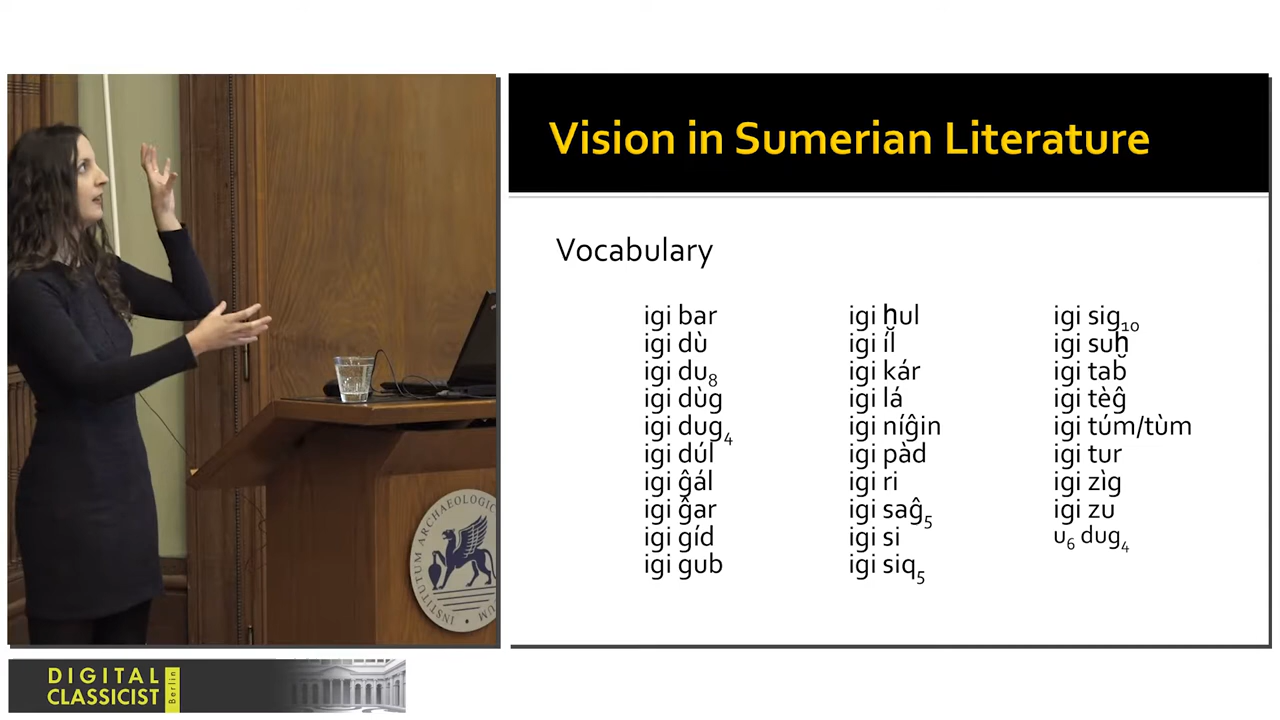 Vision in Sumerian Literature
Vocabulary
igi bar
igi dù
igi du₈
igi dùg
igi dug₄
igi dúl
igi ĝál
igi ĝar
igi gíd
igi gub
igi ḫul
igi íl
igi kár
igi lá
igi níĝin
igi pàd
igi ri
igi saĝ₅
igi si
igi siq₅
igi sig₁₀
igi suḫ
igi tab
igi tèĝ
igi túm/tùm
igi tur
igi zìg
igi zu
u₆ dug₄
INSTITUTUM ARCHAEOLOGIC
DIGITAL
CLASSICIST
Berlin